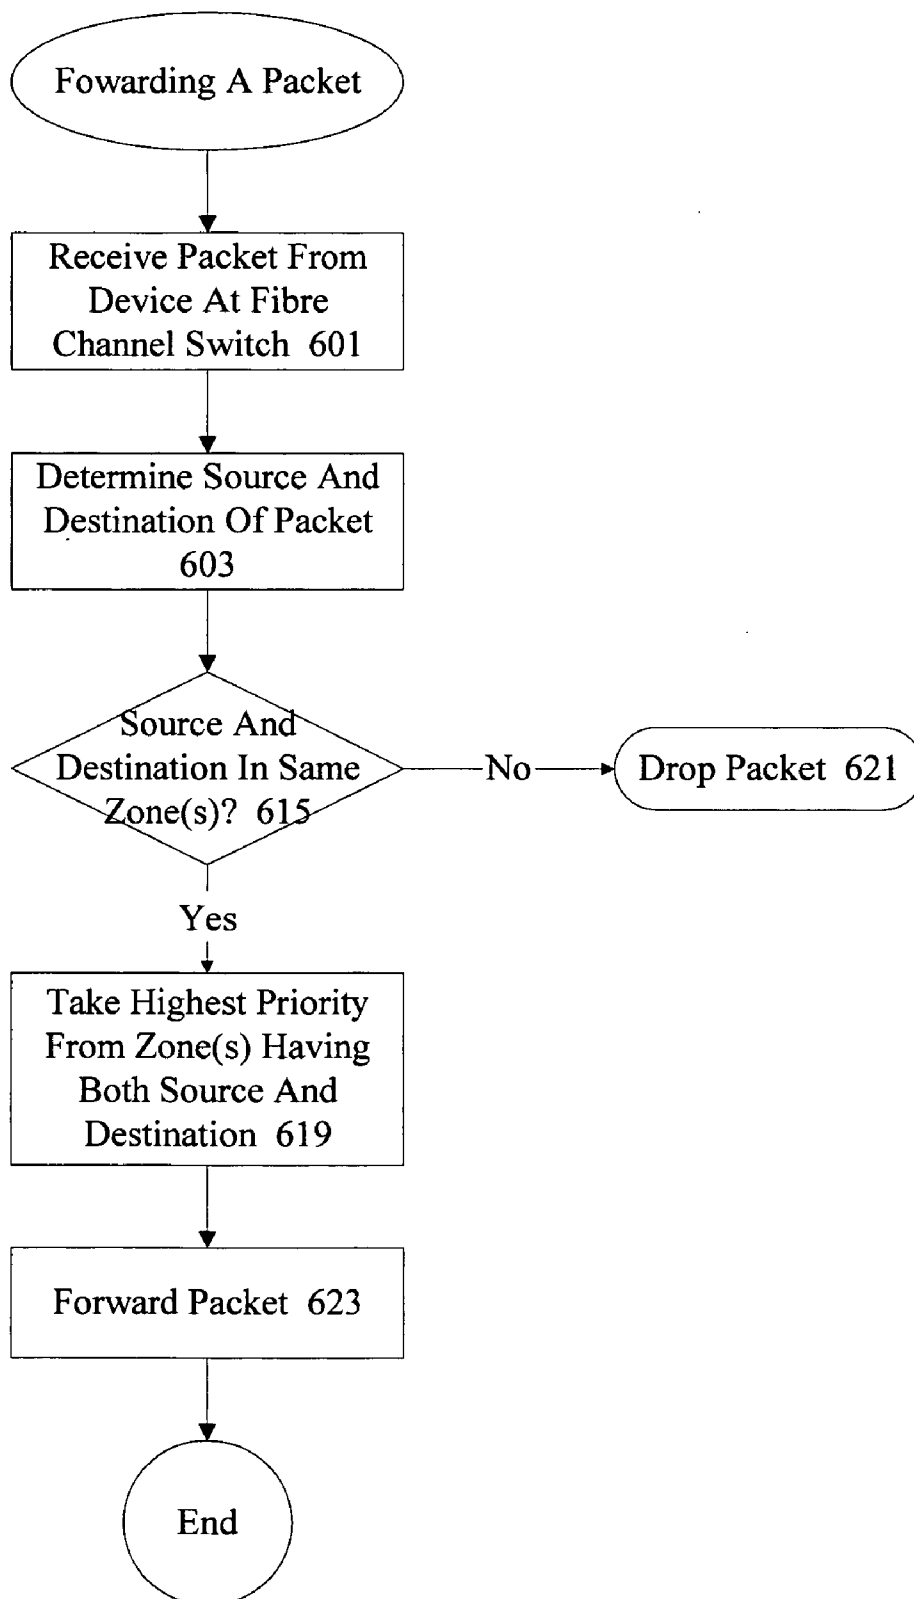 Fowarding A Packet
Receive Packet From
Device At Fibre
Channel Switch 601
Determine Source And
Destination Of Packet
603
Source And
Destination In Same
Zone(s)? 615
No
Drop Packet 621
Yes
Take Highest Priority
From Zone(s) Having
Both Source And
Destination 619
Forward Packet 623
End